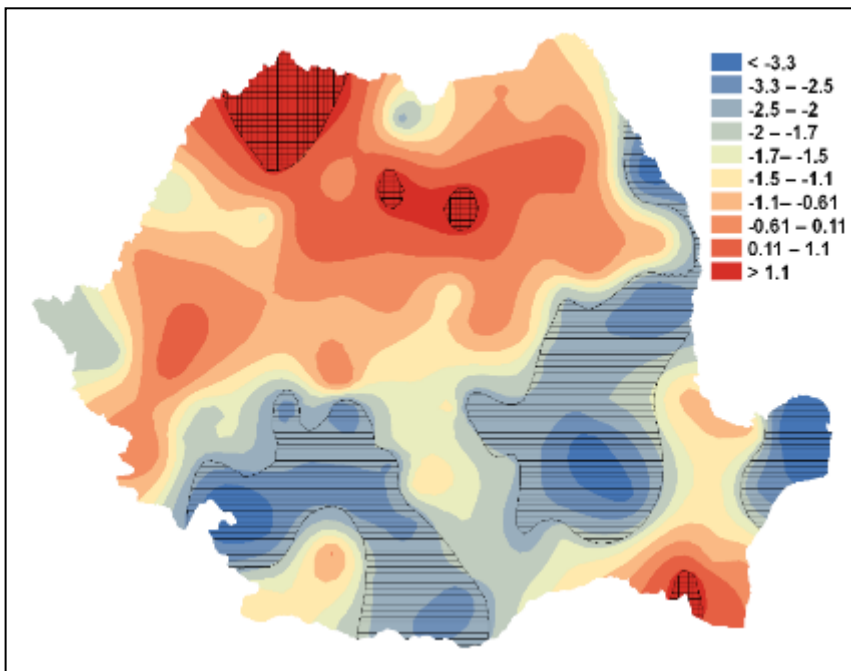 < -3.3
-3.3 – -2.5
-2.5 – -2
-2 – -1.7
-1.7– -1.5
-1.5 – -1.1
-1.1– -0.61
-0.61 – 0.11
0.11 – 1.1
> 1.1